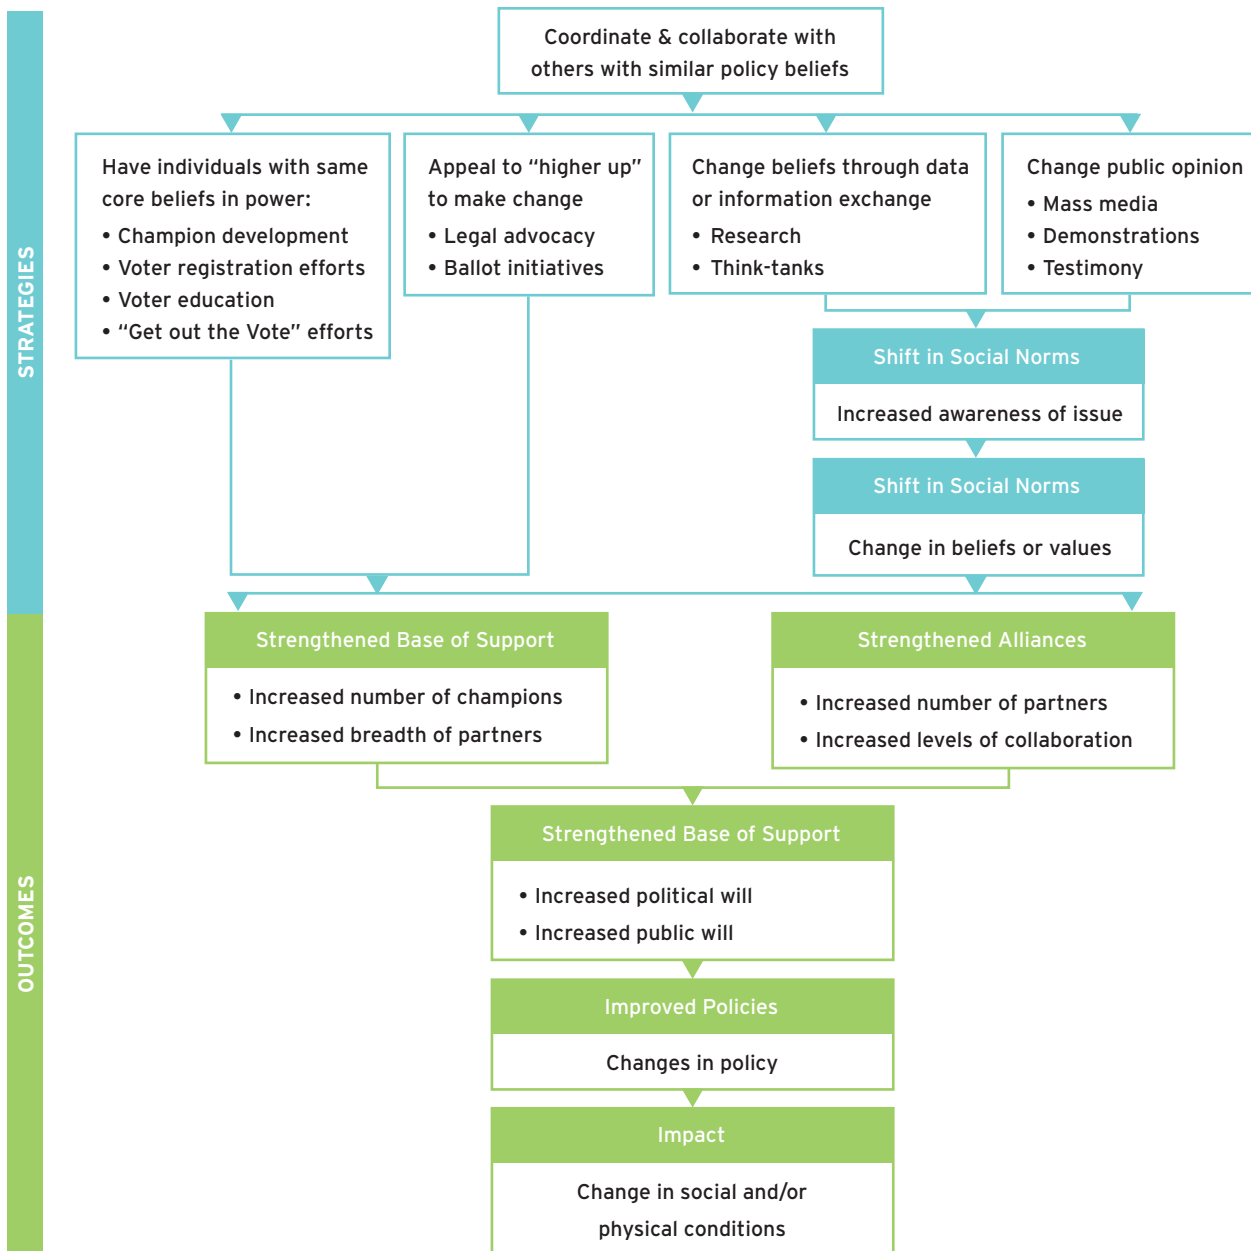 STRATEGIES
Coordinate & collaborate with
others with similar policy beliefs
Have individuals with same
core beliefs in power:
• Champion development
• Voter registration efforts
• Voter education
• “Get out the Vote” efforts
Appeal to “higher up”
to make change
• Legal advocacy
• Ballot initiatives
Change beliefs through data
or information exchange
• Research
• Think-tanks
Change public opinion
• Mass media
• Demonstrations
• Testimony
Shift in Social Norms
Increased awareness of issue
Shift in Social Norms
Change in beliefs or values
OUTCOMES
Strengthened Base of Support
• Increased number of champions
• Increased breadth of partners
Strengthened Alliances
• Increased number of partners
• Increased levels of collaboration
Strengthened Base of Support
• Increased political will
• Increased public will
Improved Policies
Changes in policy
Impact
Change in social and/or
physical conditions